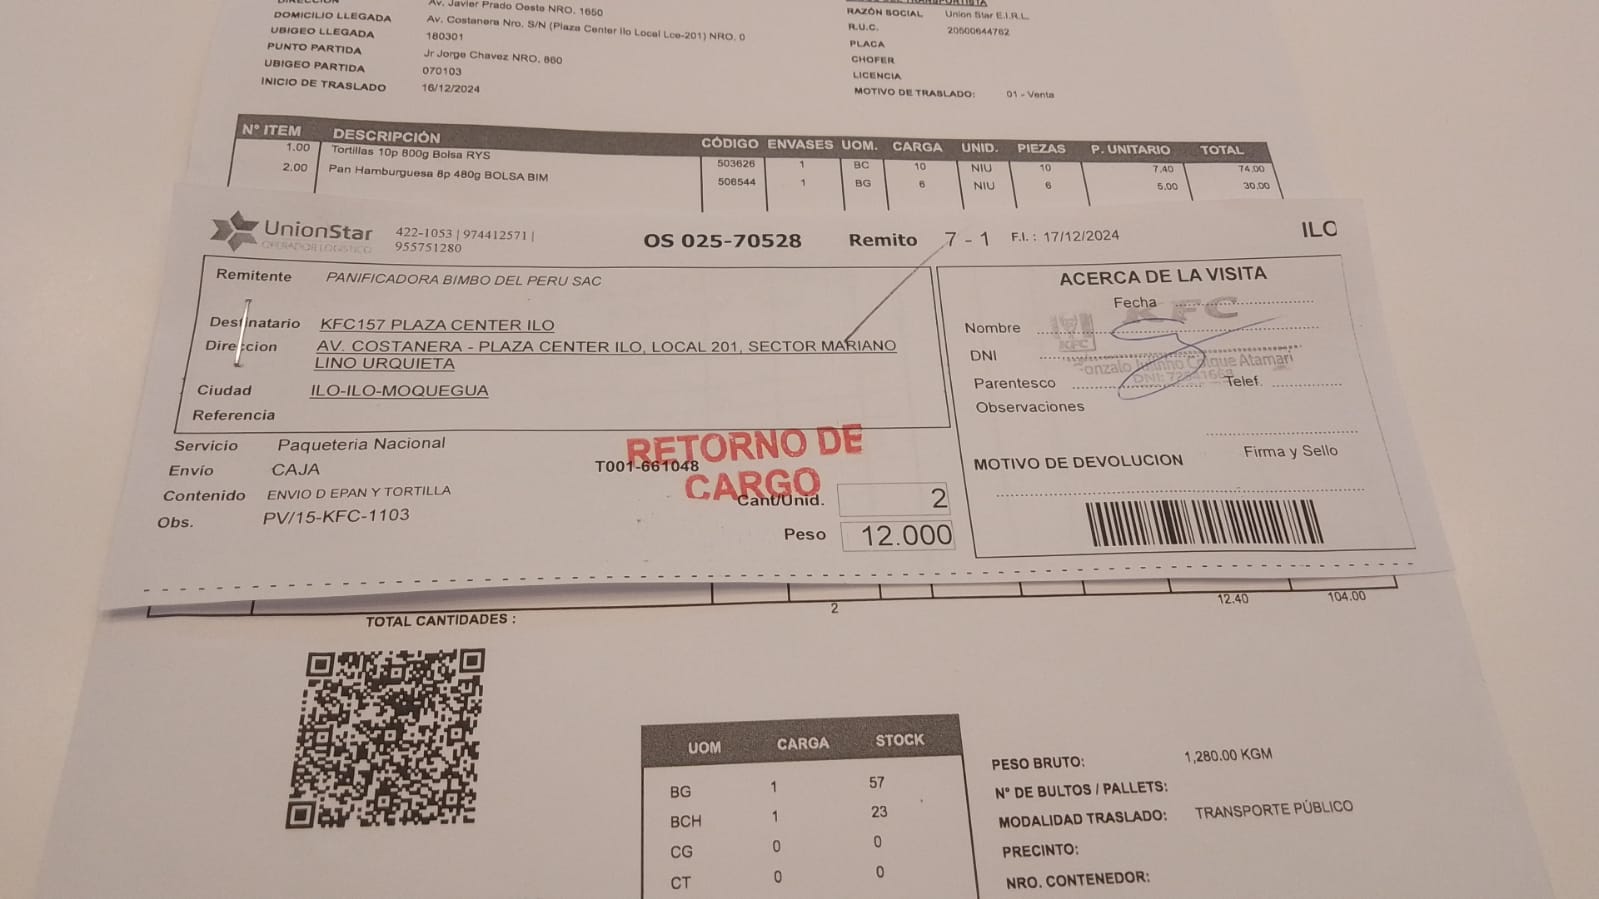 DOMICILIO LLEGADA Av. Javier Prado Oeste NRO. 1650
UBIGEO LLEGADA Av. Costanera Nro. S/N (Plaza Center Ilo Local Lce-201) NRO. 0
PUNTO PARTIDA 180301
UBIGEO PARTIDA Jr Jorge Chavez NRO. 860
INICIO DE TRASLADO 070103
16/12/2024
RAZÓN SOCIAL Union Star E.I.R.L.
R.U.C. 20500644762
PLACA
CHOFER
LICENCIA
MOTIVO DE TRASLADO: 01 - Venta
N° ITEM DESCRIPCIÓN CÓDIGO ENVASES UOM. CARGA UNID. PIEZAS P. UNITARIO TOTAL
1.00 Tortillas 10p 800g Bolsa RYS 503626 1 BC 10 NIU 10 7.40 74.00
2.00 Pan Hamburguesa 8p 480g BOLSA BIM 506544 1 BG 6 NIU 6 5.00 30.00
UnionStar
OPERADOR LOGISTICO
422-1053 | 974412571 |
955751280
OS 025-70528 Remito 7 - 1 F.I. : 17/12/2024 ILO
Remitente PANIFICADORA BIMBO DEL PERU SAC
Destinatario KFC157 PLAZA CENTER ILO
Direccion AV. COSTANERA - PLAZA CENTER ILO, LOCAL 201, SECTOR MARIANO
LINO URQUIETA
Ciudad ILO-ILO-MOQUEGUA
Referencia
Servicio Paqueteria Nacional
Envío CAJA
Contenido ENVIO D EPAN Y TORTILLA
Obs. PV/15-KFC-1103
T001-661048
RETORNO DE
CARGO
Cant/Unid. 2
Peso 12.000
ACERCA DE LA VISITA
Fecha
KFC
Nombre
KFC
DNI
Atamari
DNI:
Parentesco Telef.
Observaciones
Firma y Sello
MOTIVO DE DEVOLUCION
2 12.40 104.00
TOTAL CANTIDADES :
UOM CARGA STOCK
BG 1 57
BCH 1 23
CG 0 0
CT 0 0
PESO BRUTO: 1,280.00 KGM
N° DE BULTOS / PALLETS:
MODALIDAD TRASLADO: TRANSPORTE PÚBLICO
PRECINTO:
NRO. CONTENEDOR: